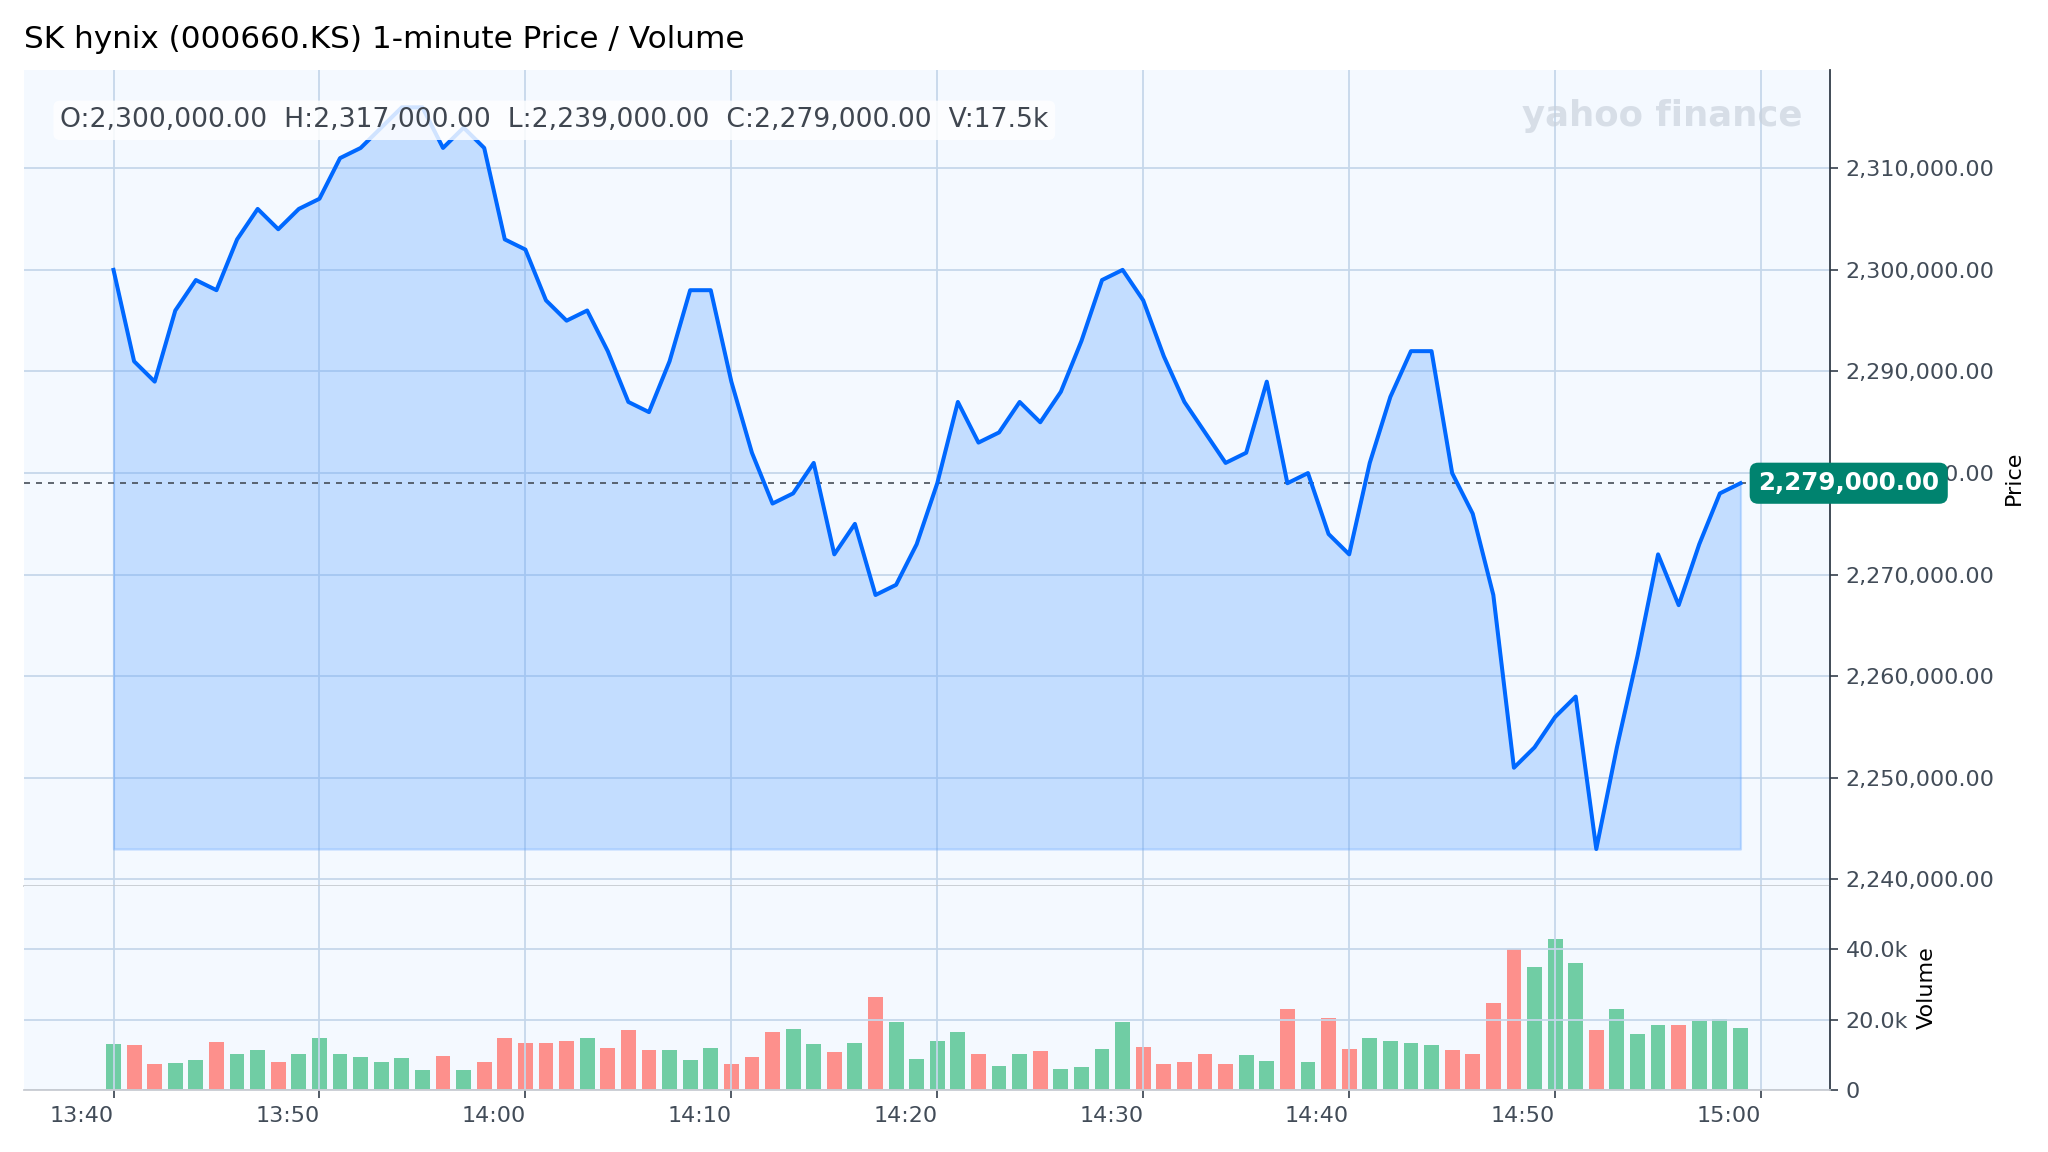 SK hynix (000660.KS) 1-minute Price / Volume
O:2,300,000.00 H:2,317,000.00 L:2,239,000.00 C:2,279,000.00 V:17.5k
yahoo finance
2,310,000.00
2,300,000.00
2,290,000.00
2,279,000.00
2,270,000.00
2,260,000.00
2,250,000.00
2,240,000.00
Price
40.0k
20.0k
0
Volume
13:40 13:50 14:00 14:10 14:20 14:30 14:40 14:50 15:00